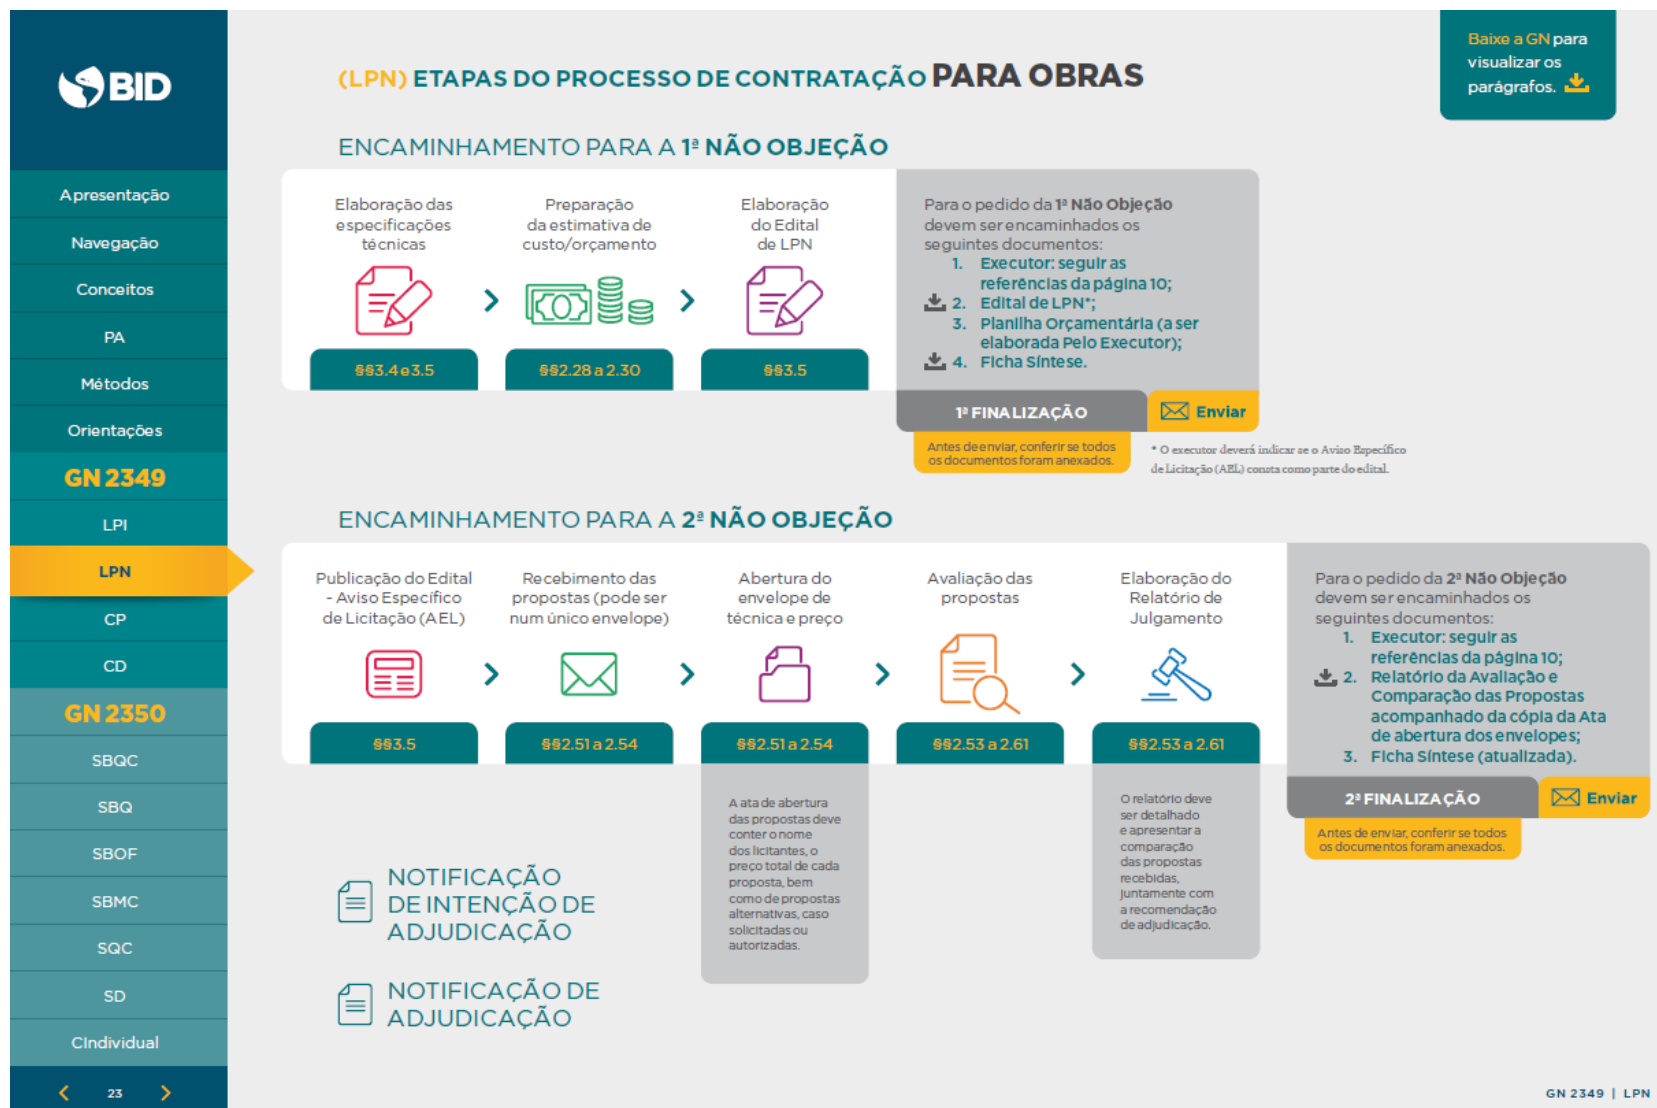 BID
Apresentação
Navegação
Conceitos
PA
Métodos
Orientações
GN 2349
LPI
LPN
CP
CD
GN 2350
SBQC
SBQ
SBOF
SBMC
SQC
SD
CIndividual
23
Baixe a GN para
visualizar os
parágrafos.
(LPN) ETAPAS DO PROCESSO DE CONTRATAÇÃO PARA OBRAS
ENCAMINHAMENTO PARA A 1ª NÃO OBJEÇÃO
Elaboração das
especificações
técnicas
§§3.4 e 3.5
Preparação
da estimativa de
custo/orçamento
§§2.28 a 2.30
Elaboração
do Edital
de LPN
§§3.5
Para o pedido da 1ª Não Objeção
devem ser encaminhados os
seguintes documentos:
1. Executor: seguir as
referências da página 10;
2. Edital de LPN*;
3. Planilha Orçamentária (a ser
elaborada Pelo Executor);
4. Ficha Síntese.
1ª FINALIZAÇÃO
Enviar
Antes de enviar, conferir se todos
os documentos foram anexados.
* O executor deverá indicar se o Aviso Específico
de Licitação (AEL) consta como parte do edital.
ENCAMINHAMENTO PARA A 2ª NÃO OBJEÇÃO
Publicação do Edital
- Aviso Específico
de Licitação (AEL)
§§3.5
Recebimento das
propostas (pode ser
num único envelope)
§§2.51 a 2.54
Abertura do
envelope de
técnica e preço
§§2.51 a 2.54
A ata de abertura
das propostas deve
conter o nome
dos licitantes, o
preço total de cada
proposta, bem
como de propostas
alternativas, caso
solicitadas ou
autorizadas.
Avaliação das
propostas
§§2.53 a 2.61
Elaboração do
Relatório de
Julgamento
§§2.53 a 2.61
O relatório deve
ser detalhado
e apresentar a
comparação
das propostas
recebidas,
juntamente com
a recomendação
de adjudicação.
Para o pedido da 2ª Não Objeção
devem ser encaminhados os
seguintes documentos:
1. Executor: seguir as
referências da página 10;
2. Relatório da Avaliação e
Comparação das Propostas
acompanhado da cópia da Ata
de abertura dos envelopes;
3. Ficha Síntese (atualizada).
2ª FINALIZAÇÃO
Enviar
Antes de enviar, conferir se todos
os documentos foram anexados.
NOTIFICAÇÃO
DE INTENÇÃO DE
ADJUDICAÇÃO
NOTIFICAÇÃO DE
ADJUDICAÇÃO
GN 2349 | LPN